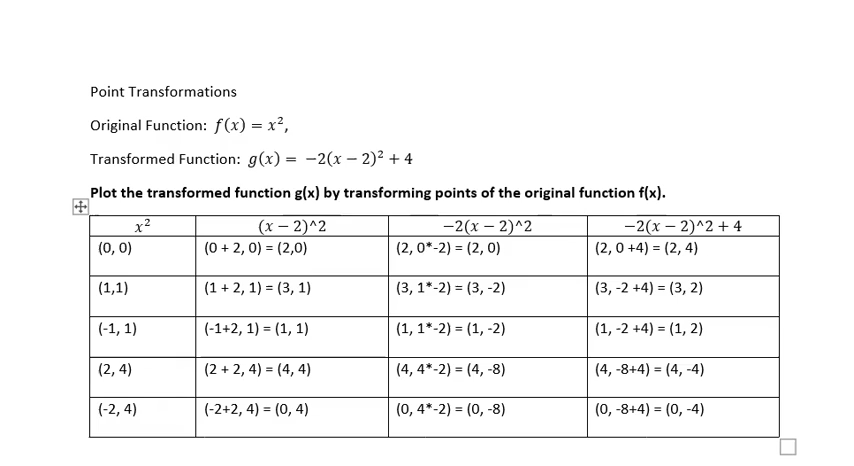 Point Transformations
Original Function: f(x) = x²,
Transformed Function: g(x) = −2(x − 2)² + 4
Plot the transformed function g(x) by transforming points of the original function f(x).
x² (x − 2)^2 −2(x − 2)^2 −2(x − 2)^2 + 4
(0, 0) (0 + 2, 0) = (2,0) (2, 0*-2) = (2, 0) (2, 0 +4) = (2, 4)
(1,1) (1 + 2, 1) = (3, 1) (3, 1*-2) = (3, -2) (3, -2 +4) = (3, 2)
(-1, 1) (-1+2, 1) = (1, 1) (1, 1*-2) = (1, -2) (1, -2 +4) = (1, 2)
(2, 4) (2 + 2, 4) = (4, 4) (4, 4*-2) = (4, -8) (4, -8+4) = (4, -4)
(-2, 4) (-2+2, 4) = (0, 4) (0, 4*-2) = (0, -8) (0, -8+4) = (0, -4)